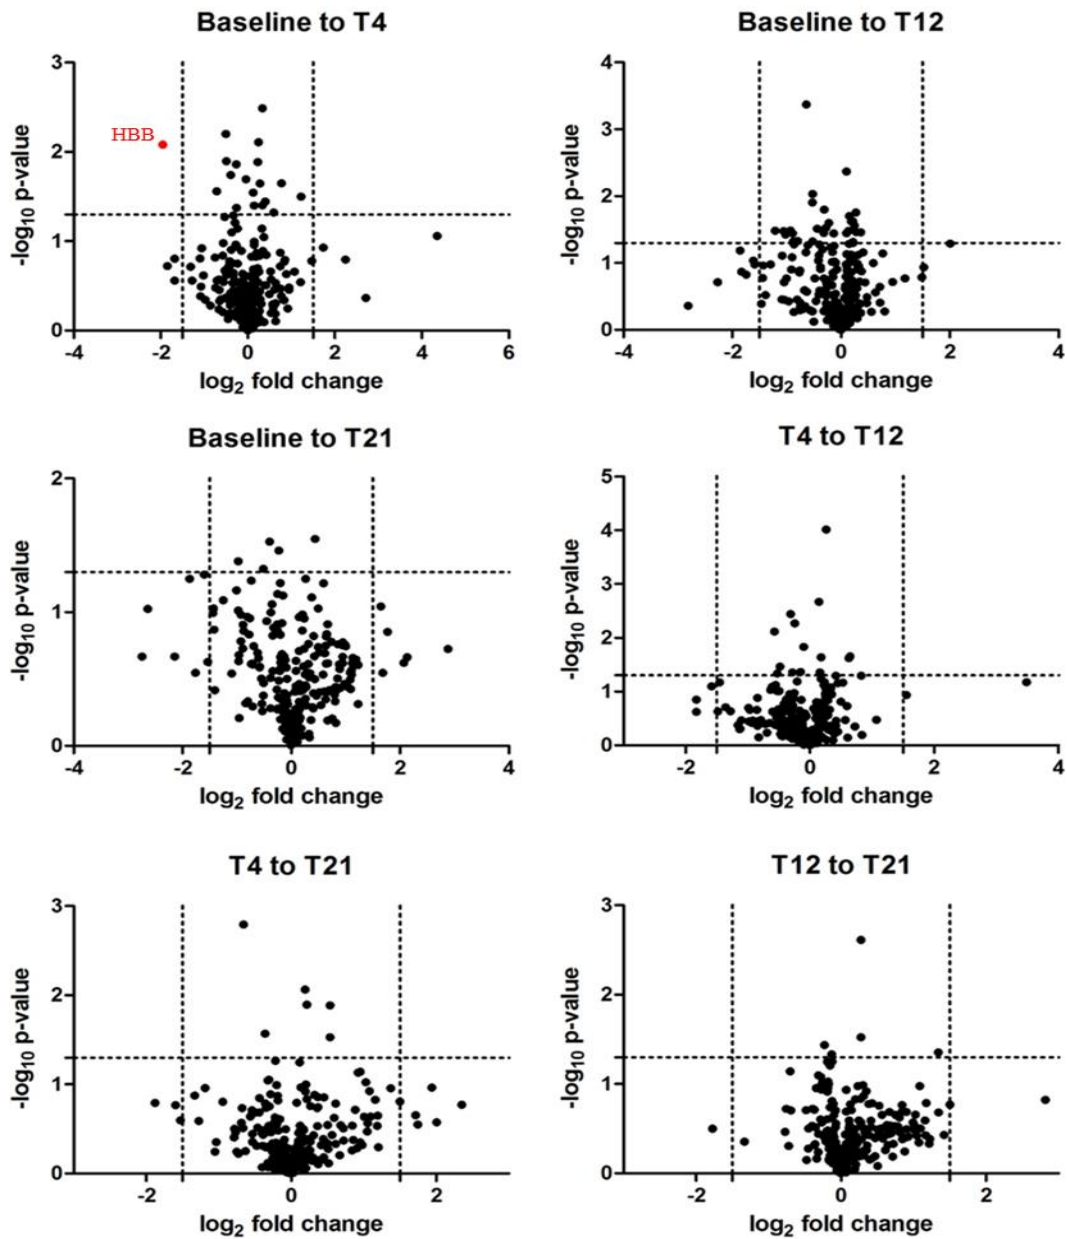 Baseline to T4
-log10 p-value
3
2
1
0
HBB
-4 -2 0 2 4 6
log2 fold change
Baseline to T12
-log10 p-value
4
3
2
1
0
-4 -2 0 2 4
log2 fold change
Baseline to T21
-log10 p-value
2
1
0
-4 -2 0 2 4
log2 fold change
T4 to T12
-log10 p-value
5
4
3
2
1
0
-2 0 2 4
log2 fold change
T4 to T21
-log10 p-value
3
2
1
0
-2 0 2
log2 fold change
T12 to T21
-log10 p-value
3
2
1
0
-2 0 2
log2 fold change